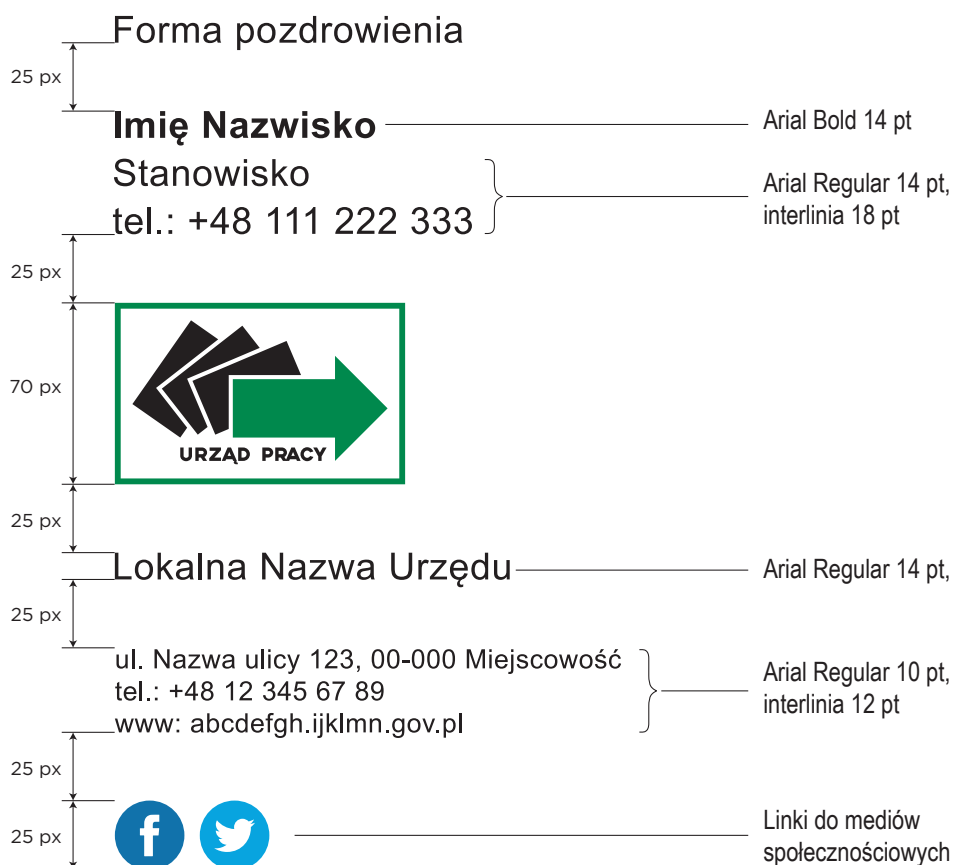 Forma pozdrowienia
25 px
Imię Nazwisko
Arial Bold 14 pt
Stanowisko
tel.: +48 111 222 333
Arial Regular 14 pt,
interlinia 18 pt
25 px
70 px
URZĄD PRACY
25 px
Lokalna Nazwa Urzędu
Arial Regular 14 pt,
25 px
ul. Nazwa ulicy 123, 00-000 Miejscowość
tel.: +48 12 345 67 89
www: abcdefgh.ijklmn.gov.pl
Arial Regular 10 pt,
interlinia 12 pt
25 px
25 px
f
Linki do mediów
społecznościowych